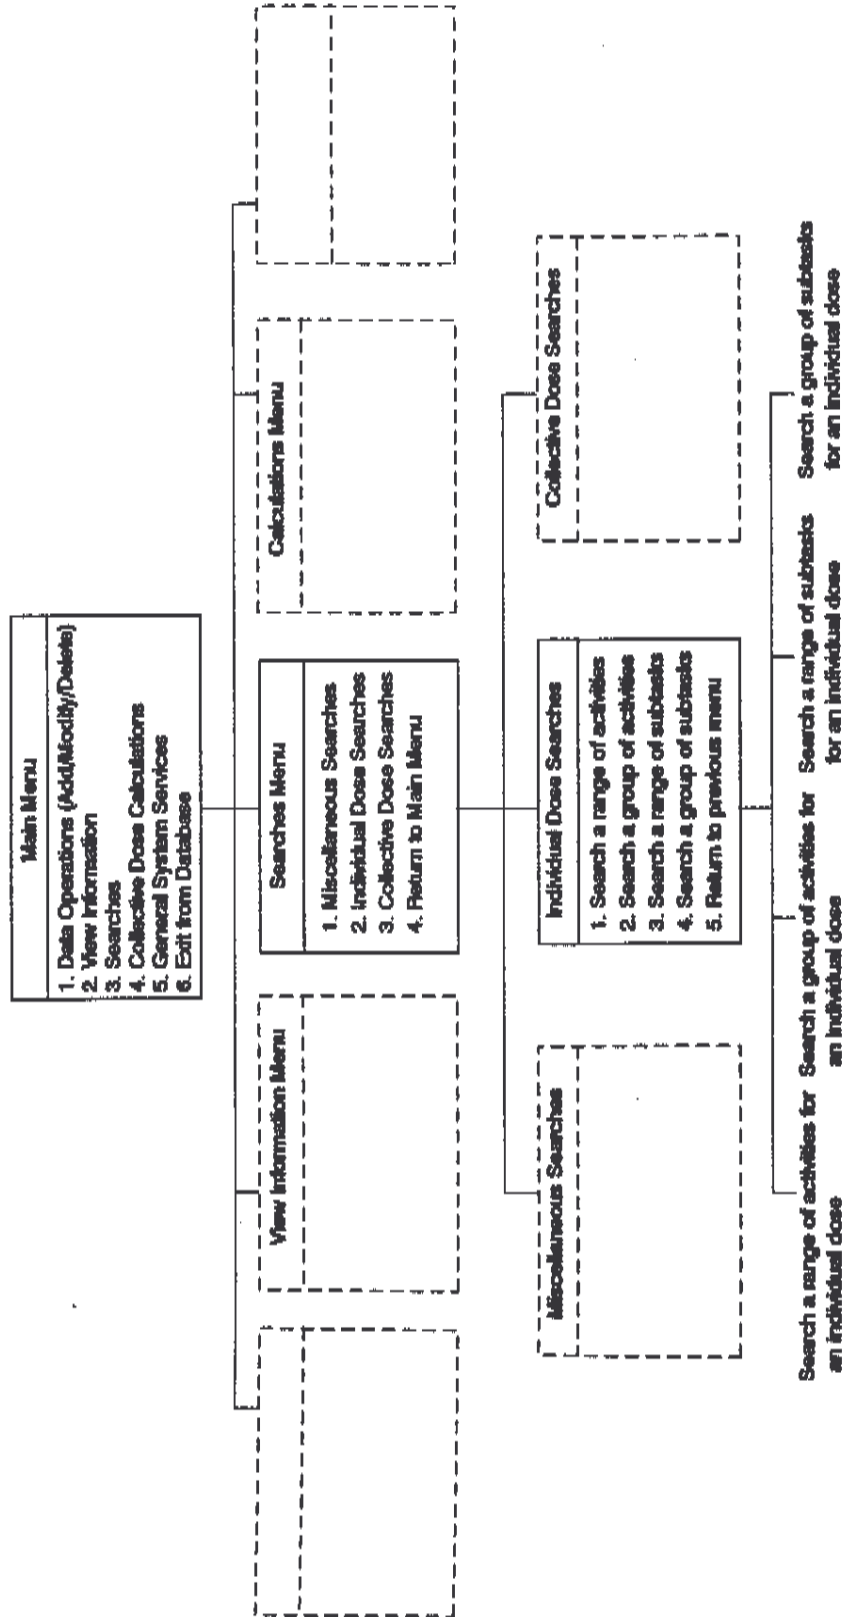 Main Menu
1. Data Operations (Add/Modify/Delete)
2. View Information
3. Searches
4. Collective Dose Calculations
5. General System Services
6. Exit from Database
View Information Menu
Searches Menu
1. Miscellaneous Searches
2. Individual Dose Searches
3. Collective Dose Searches
4. Return to Main Menu
Calculations Menu
Miscellaneous Searches
Individual Dose Searches
1. Search a range of activities
2. Search a group of activities
3. Search a range of subtasks
4. Search a group of subtasks
5. Return to previous menu
Collective Dose Searches
Search a range of activities for
an individual dose
Search a group of activities for
an individual dose
Search a range of subtasks
for an individual dose
Search a group of subtasks
for an individual dose